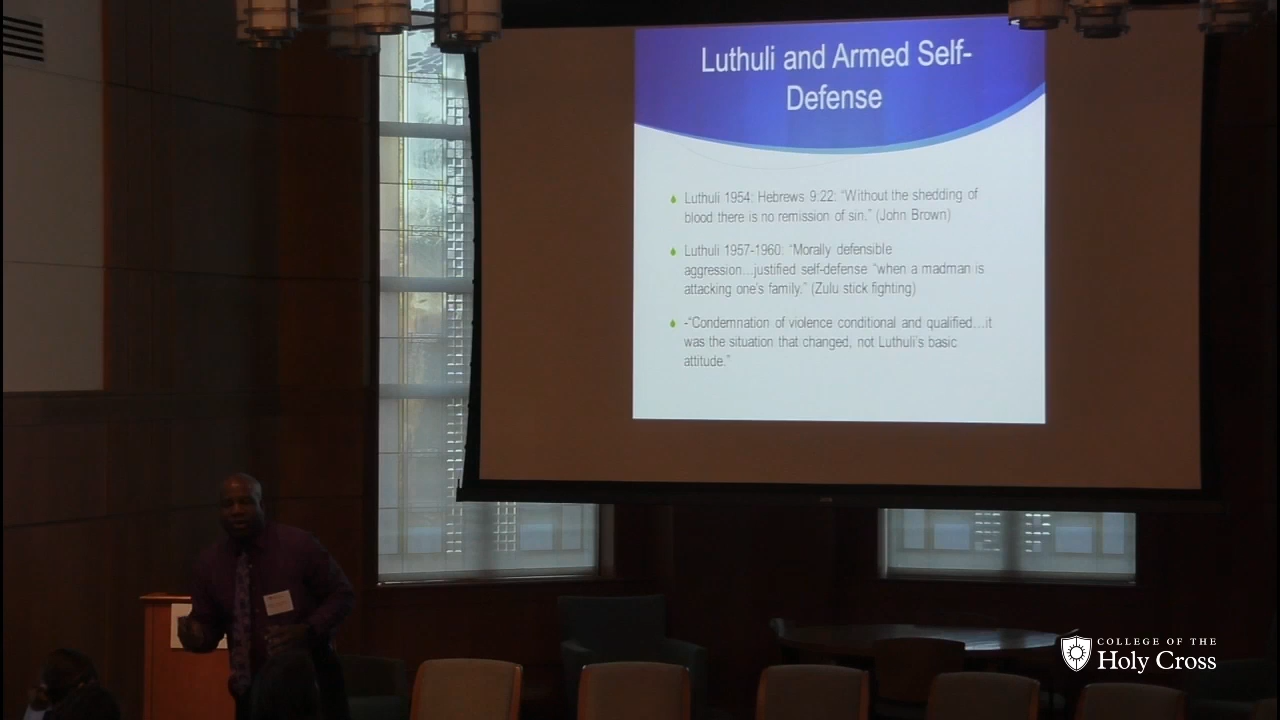 Luthuli and Armed Self-
Defense
Luthuli 1954: Hebrews 9:22: “Without the shedding of
blood there is no remission of sin.” (John Brown)
Luthuli 1957-1960: “Morally defensible
aggression...justified self-defense “when a madman is
attacking one's family.” (Zulu stick fighting)
-“Condemnation of violence conditional and qualified...it
was the situation that changed, not Luthuli's basic
attitude.”
COLLEGE OF THE
Holy Cross